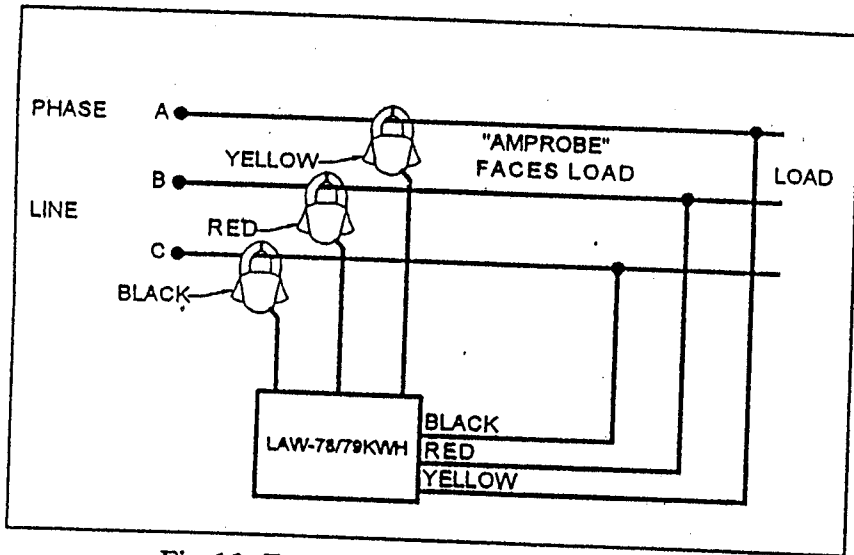 PHASE A
YELLOW
"AMPROBE"
FACES LOAD
LOAD
B
LINE
RED
C
BLACK
LAW-78/79KWH
BLACK
RED
YELLOW